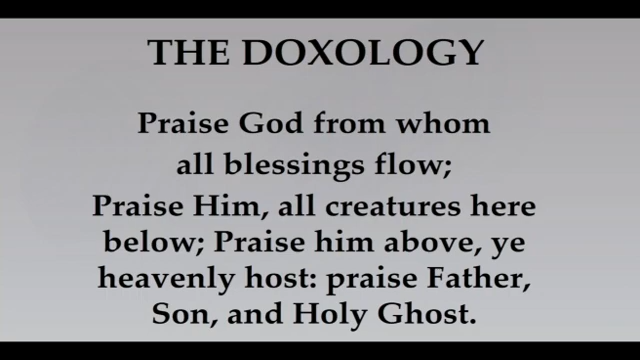 THE DOXOLOGY
Praise God from whom
all blessings flow;
Praise Him, all creatures here
below; Praise him above, ye
heavenly host: praise Father,
Son, and Holy Ghost.